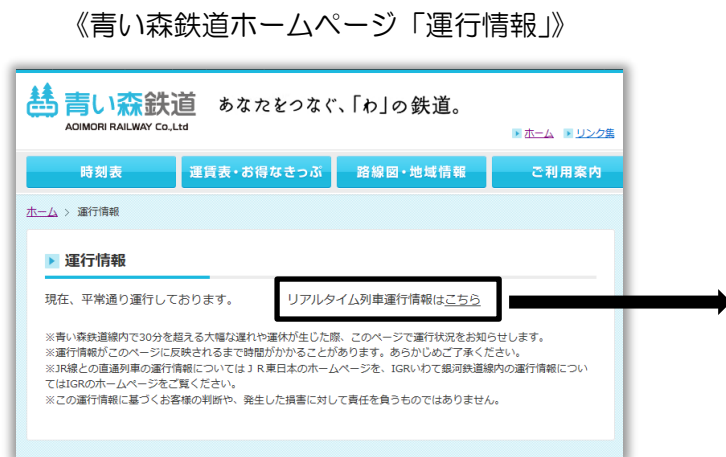 《青い森鉄道ホームページ「運行情報」》
青い森鉄道 あなたをつなぐ、「わ」の鉄道。
AOIMORI RAILWAY Co.,Ltd
ホーム リンク集
時刻表 運賃表・お得なきっぷ 路線図・地域情報 ご利用案内
ホーム > 運行情報
運行情報
現在、平常通り運行しております。 リアルタイム列車運行情報はこちら
※青い森鉄道線内で30分を超える大幅な遅れや運休が生じた際、このページで運行状況をお知らせします。
※運行情報がこのページに反映されるまで時間がかかることがあります。あらかじめご了承ください。
※JR線との直通列車の運行情報についてはJR東日本のホームページを、IGRいわて銀河鉄道線内の運行情報につい
てはIGRのホームページをご覧ください。
※この運行情報に基づくお客様の判断や、発生した損害に対して責任を負うものではありません。